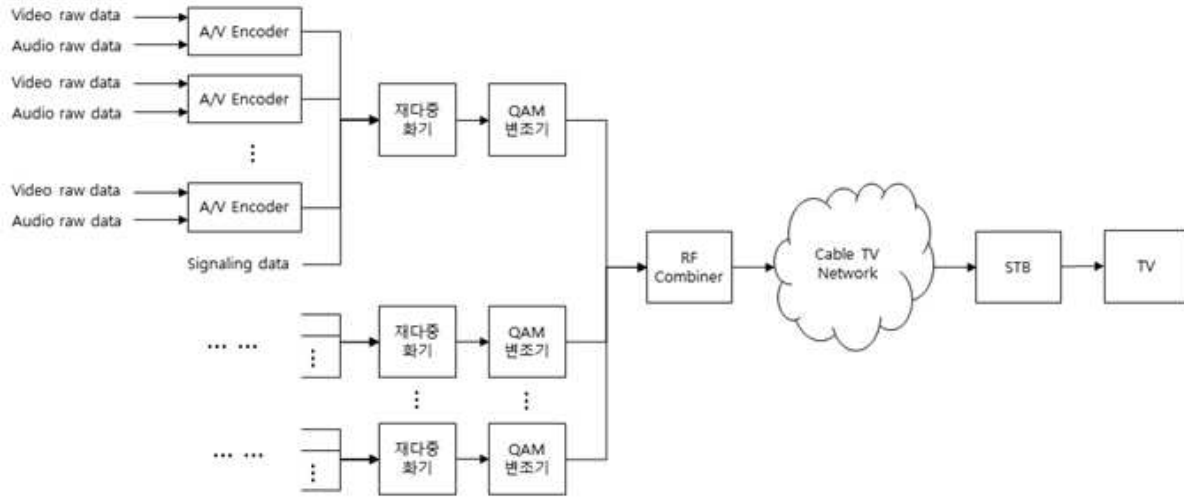 Video raw data
Audio raw data
A/V Encoder
Video raw data
Audio raw data
A/V Encoder
Video raw data
Audio raw data
A/V Encoder
Signaling data
재다중
화기
QAM
변조기
RF
Combiner
Cable TV
Network
STB
TV
재다중
화기
QAM
변조기
재다중
화기
QAM
변조기